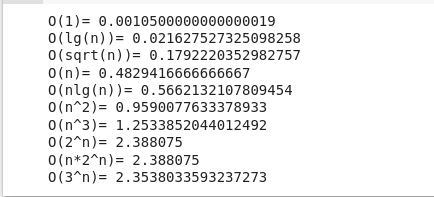 O(1)= 0.0010500000000000019
O(lg(n))= 0.021627527325098258
O(sqrt(n))= 0.1792220352982757
O(n)= 0.4829416666666667
O(nlg(n))= 0.5662132107809454
O(n^2)= 0.9590077633378933
O(n^3)= 1.2533852044012492
O(2^n)= 2.388075
O(n*2^n)= 2.388075
O(3^n)= 2.3538033593237273